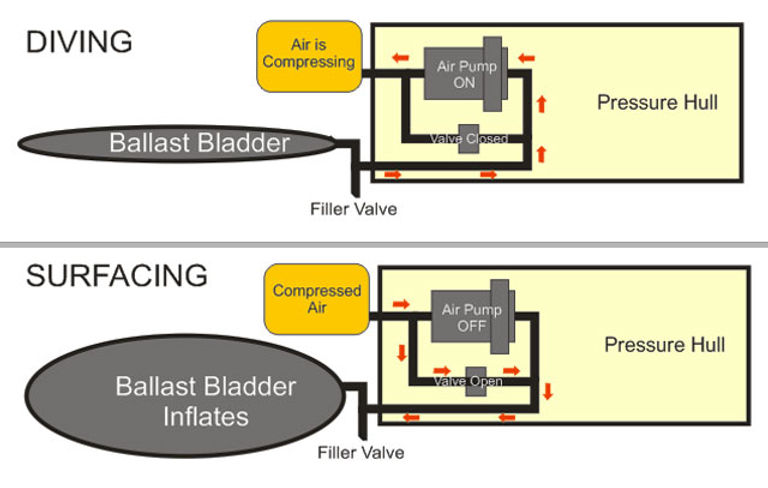 DIVING
Air is
Compressing
Air Pump
ON
Pressure Hull
Valve Closed
Ballast Bladder
Filler Valve
SURFACING
Compressed
Air
Air Pump
OFF
Pressure Hull
Valve Open
Ballast Bladder
Inflates
Filler Valve